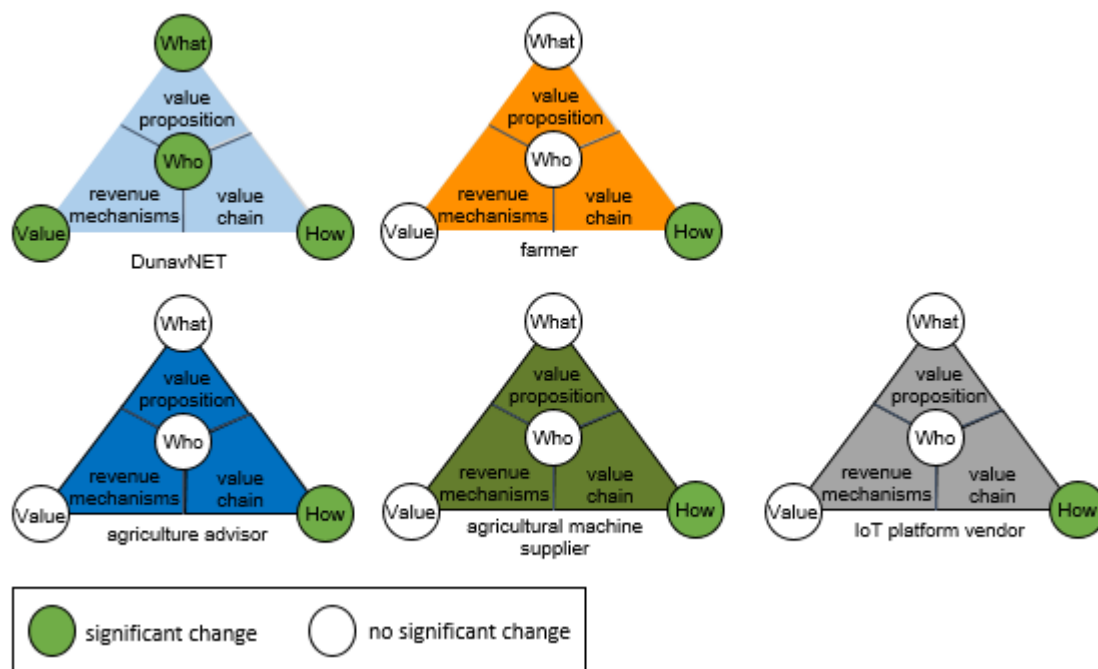 What
value
proposition
Who
revenue
mechanisms
value
chain
Value
How
DunavNET
What
value
proposition
Who
revenue
mechanisms
value
chain
Value
How
farmer
What
value
proposition
Who
revenue
mechanisms
value
chain
Value
How
agriculture advisor
What
value
proposition
Who
revenue
mechanisms
value
chain
Value
How
agricultural machine
supplier
What
value
proposition
Who
revenue
mechanisms
value
chain
Value
How
IoT platform vendor
significant change
no significant change